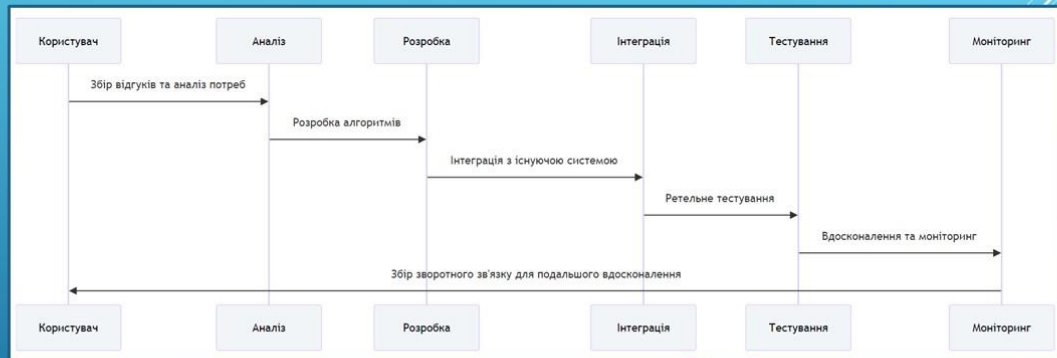 Користувач
Аналіз
Розробка
Інтеграція
Тестування
Моніторинг
Збір відгуків та аналіз потреб
Розробка алгоритмів
Інтеграція з існуючою системою
Ретельне тестування
Вдосконалення та моніторинг
Збір зворотного зв'язку для подальшого вдосконалення
Користувач
Аналіз
Розробка
Інтеграція
Тестування
Моніторинг